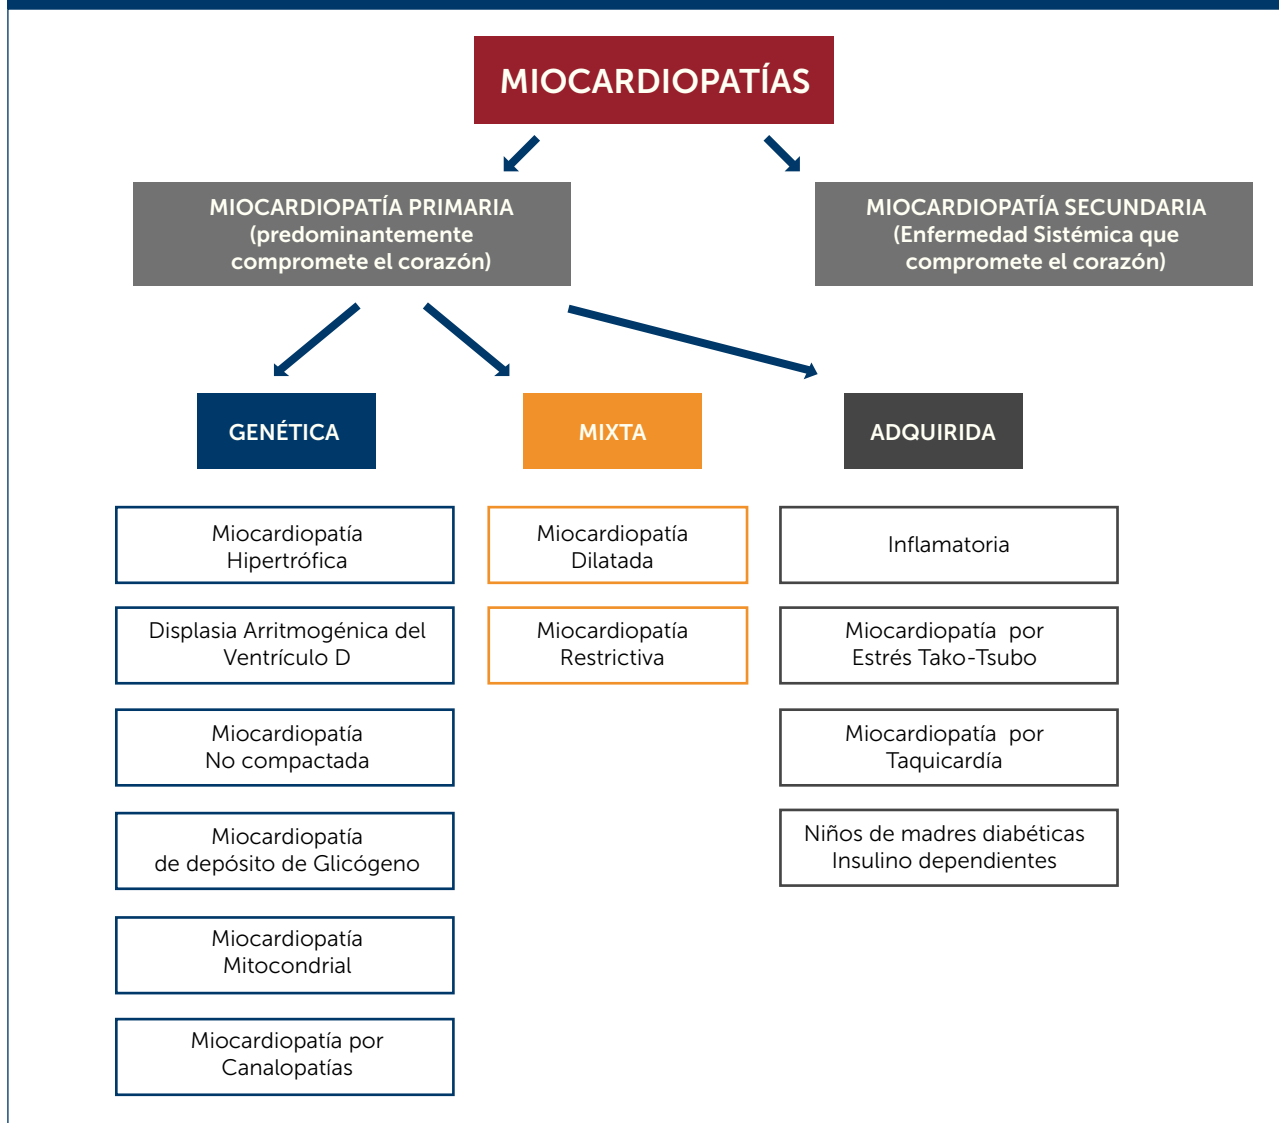 MIOCARDIOPATÍAS
MIOCARDIOPATÍA PRIMARIA
(predominantemente
compromete el corazón)
MIOCARDIOPATÍA SECUNDARIA
(Enfermedad Sistémica que
compromete el corazón)
GENÉTICA
MIXTA
ADQUIRIDA
Miocardiopatía
Hipertrófica
Displasia Arritmogénica del
Ventrículo D
Miocardiopatía
No compactada
Miocardiopatía
de depósito de Glicógeno
Miocardiopatía
Mitocondrial
Miocardiopatía por
Canalopatías
Miocardiopatía
Dilatada
Miocardiopatía
Restrictiva
Inflamatoria
Miocardiopatía por
Estrés Tako-Tsubo
Miocardiopatía por
Taquicardía
Niños de madres diabéticas
Insulino dependientes